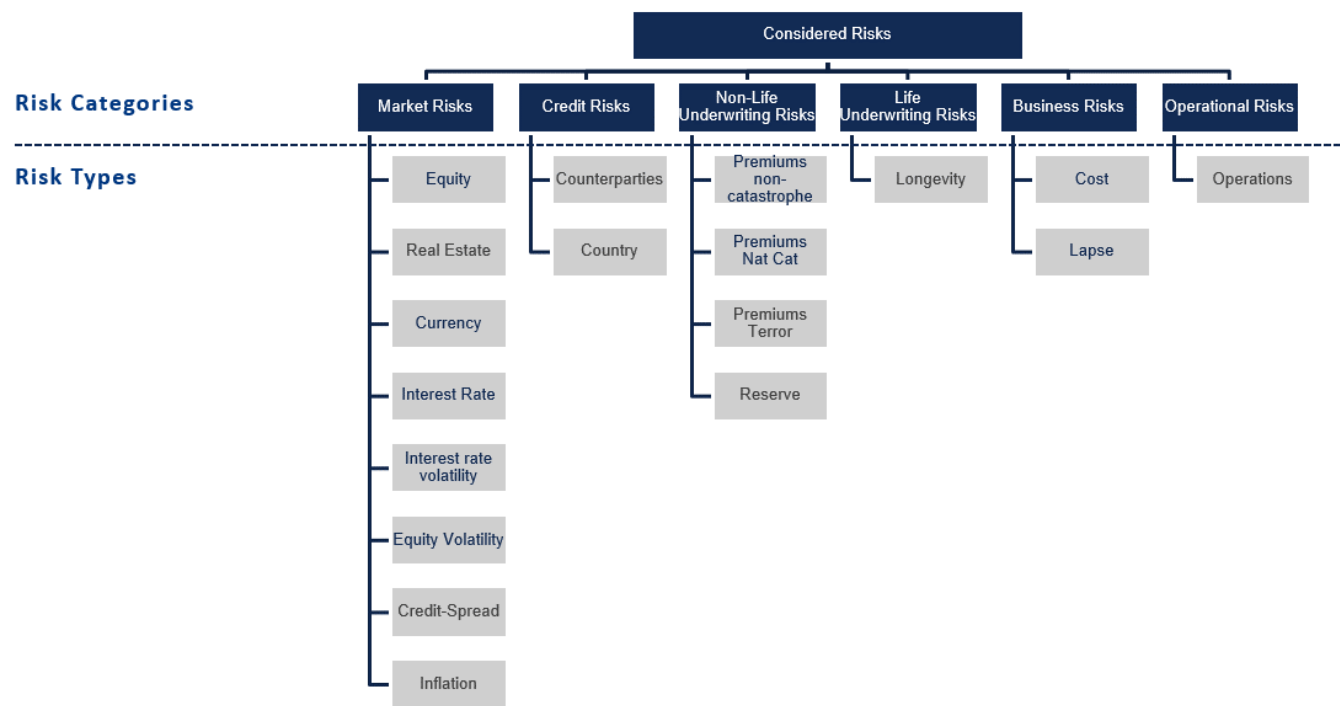 Considered Risks
Risk Categories
Market Risks
Credit Risks
Non-Life
Underwriting Risks
Life
Underwriting Risks
Business Risks
Operational Risks
Risk Types
Equity
Real Estate
Currency
Interest Rate
Interest rate
volatility
Equity Volatility
Credit-Spread
Inflation
Counterparties
Country
Premiums
non-
catastrophe
Premiums
Nat Cat
Premiums
Terror
Reserve
Longevity
Cost
Lapse
Operations